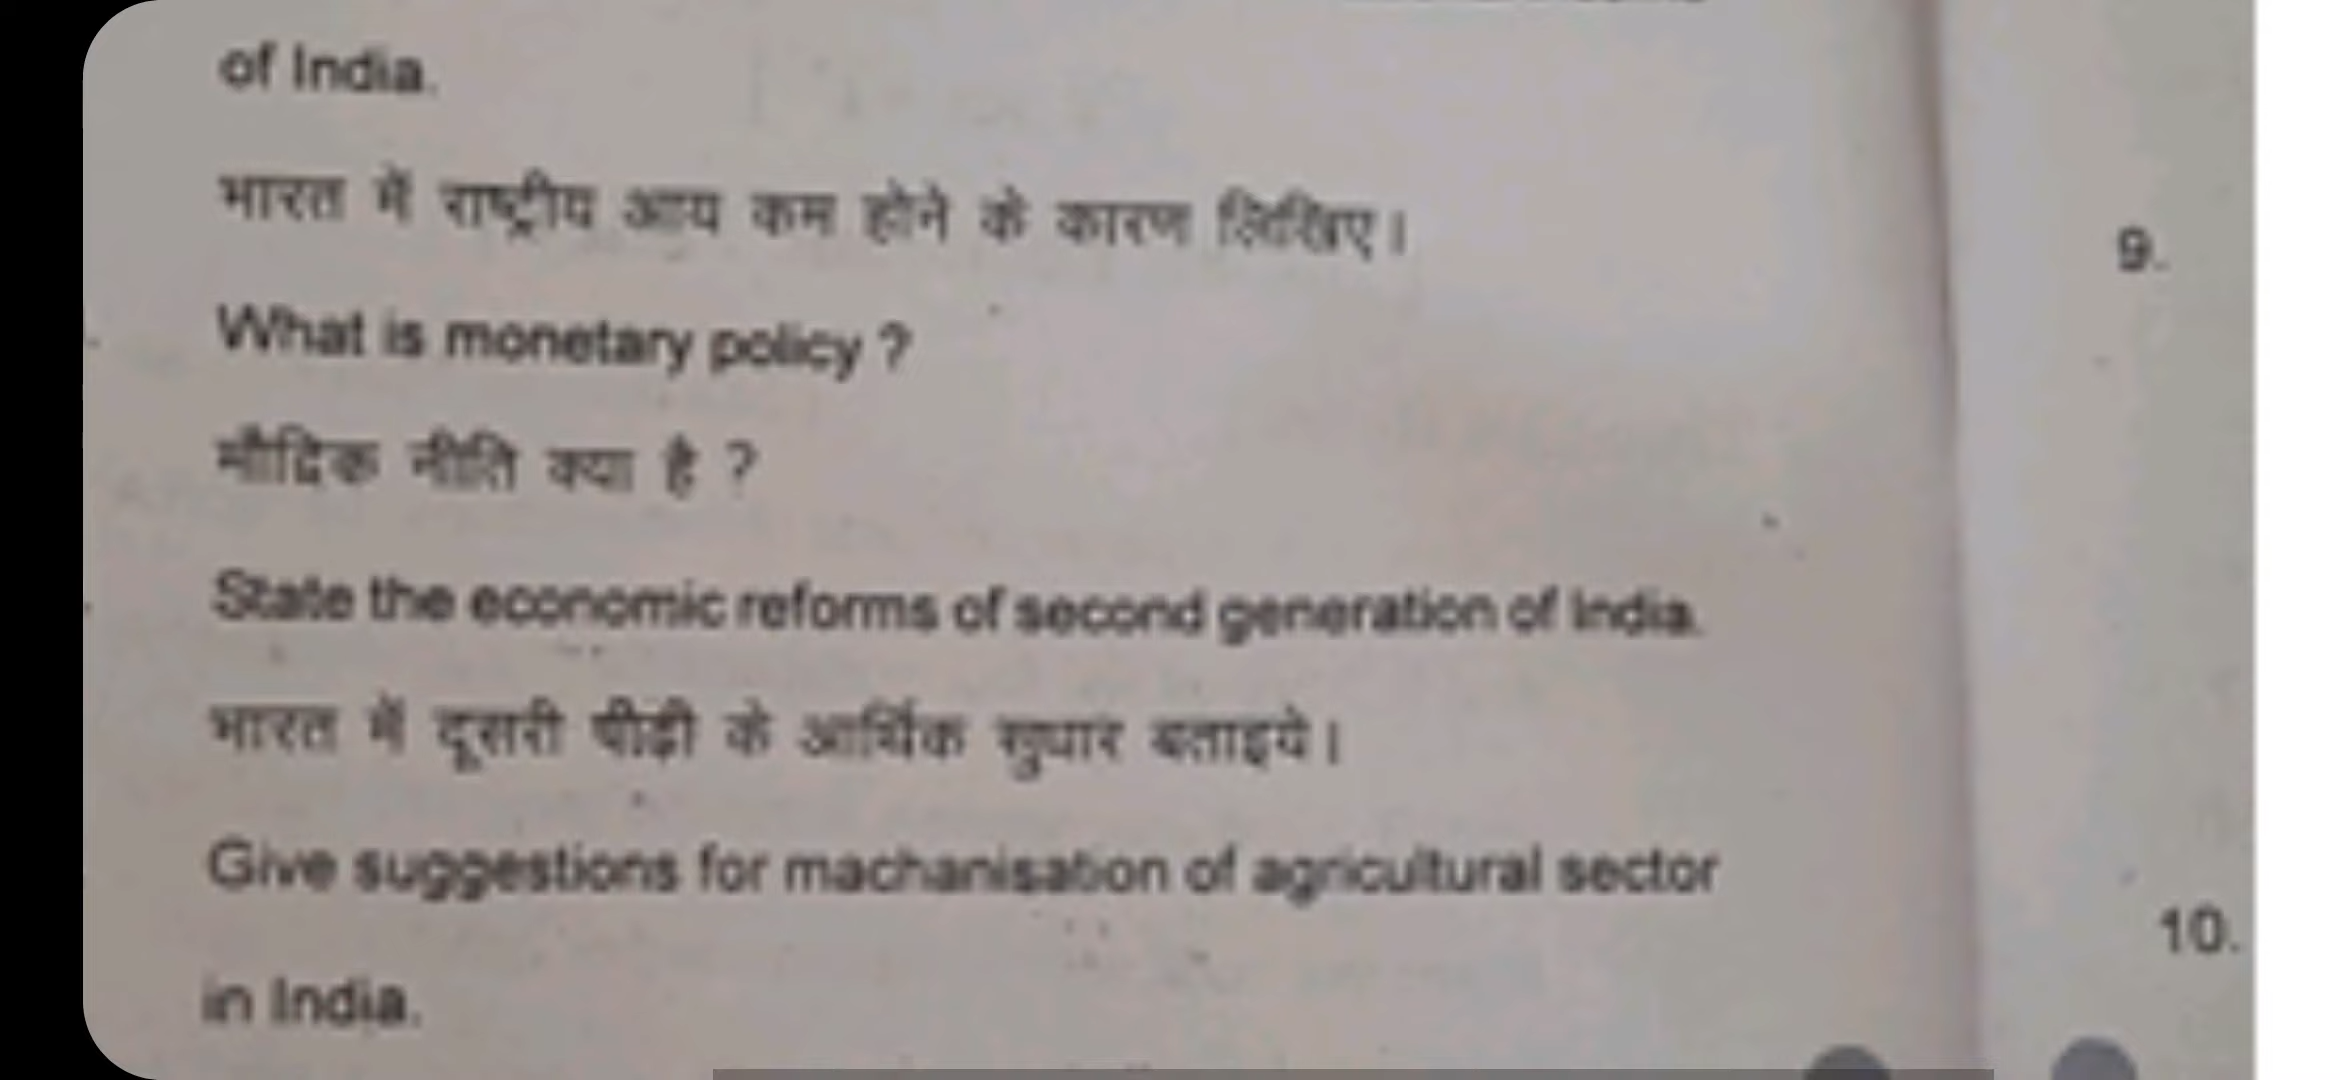 of India.
भारत में राष्ट्रीय आय कम होने के कारण लिखिए।
9.
What is monetary policy ?
मौद्रिक नीति क्या है ?
State the economic reforms of second generation of India.
भारत में दूसरी पीढ़ी के आर्थिक सुधार बताइये।
Give suggestions for machanisation of agricultural sector
10.
in India.